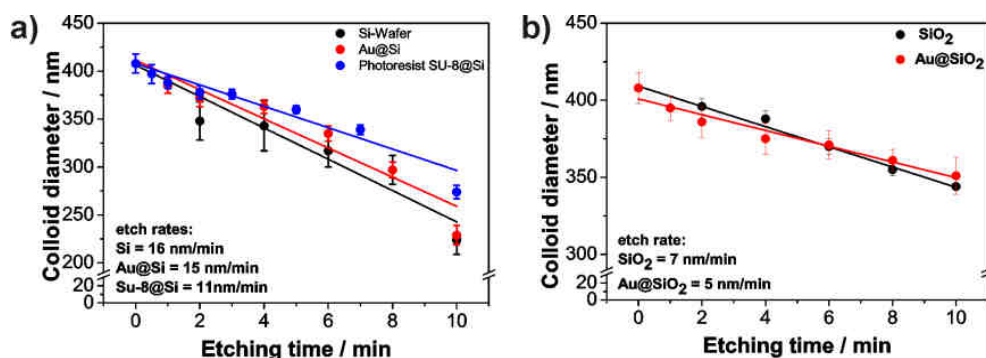 a)
Colloid diameter / nm
450
400
350
300
250
200
20
0
Si-Wafer
Au@Si
Photoresist SU-8@Si
etch rates:
Si = 16 nm/min
Au@Si = 15 nm/min
Su-8@Si = 11nm/min
0 2 4 6 8 10
Etching time / min
b)
Colloid diameter / nm
450
400
350
300
20
0
SiO₂
Au@SiO₂
etch rate:
SiO₂ = 7 nm/min
Au@SiO₂ = 5 nm/min
0 2 4 6 8 10
Etching time / min